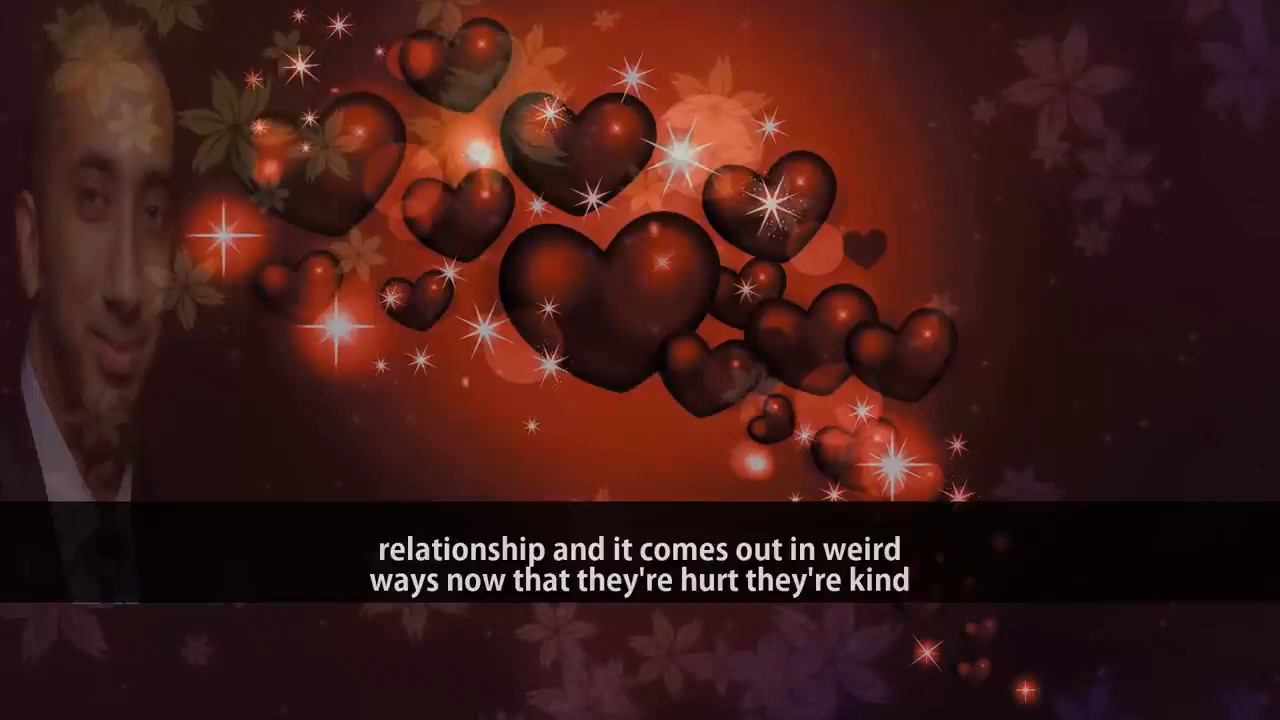 relationship and it comes out in weird
ways now that they're hurt they're kind